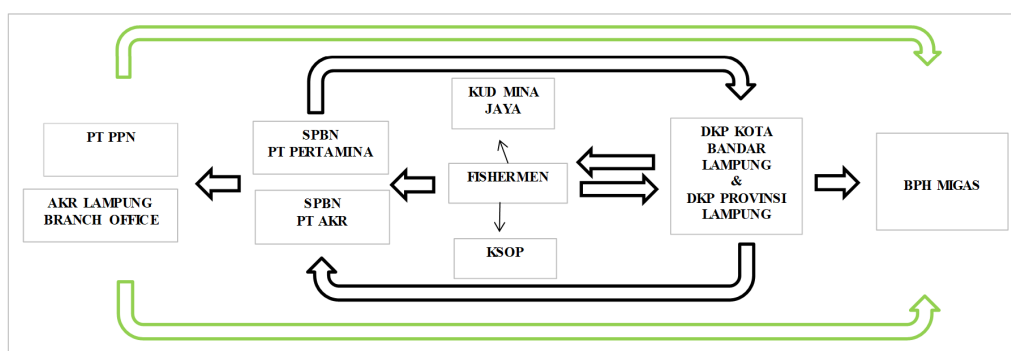 KUD MINA
JAYA
PT PPN
SPBN
PT PERTAMINA
DKP KOTA
BANDAR
LAMPUNG
&
DKP PROVINSI
LAMPUNG
BPH MIGAS
FISHERMEN
AKR LAMPUNG
BRANCH OFFICE
SPBN
PT AKR
KSOP